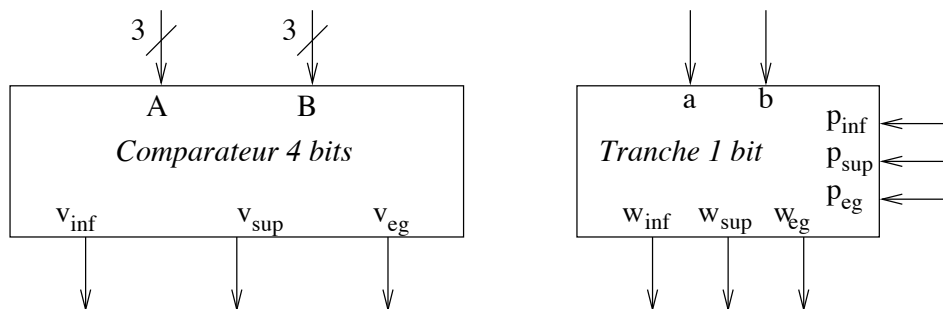 3 3
A B a b
p_inf
Comparateur 4 bits Tranche 1 bit
p_sup
p_eg
v_inf v_sup v_eg w_inf w_sup w_eg